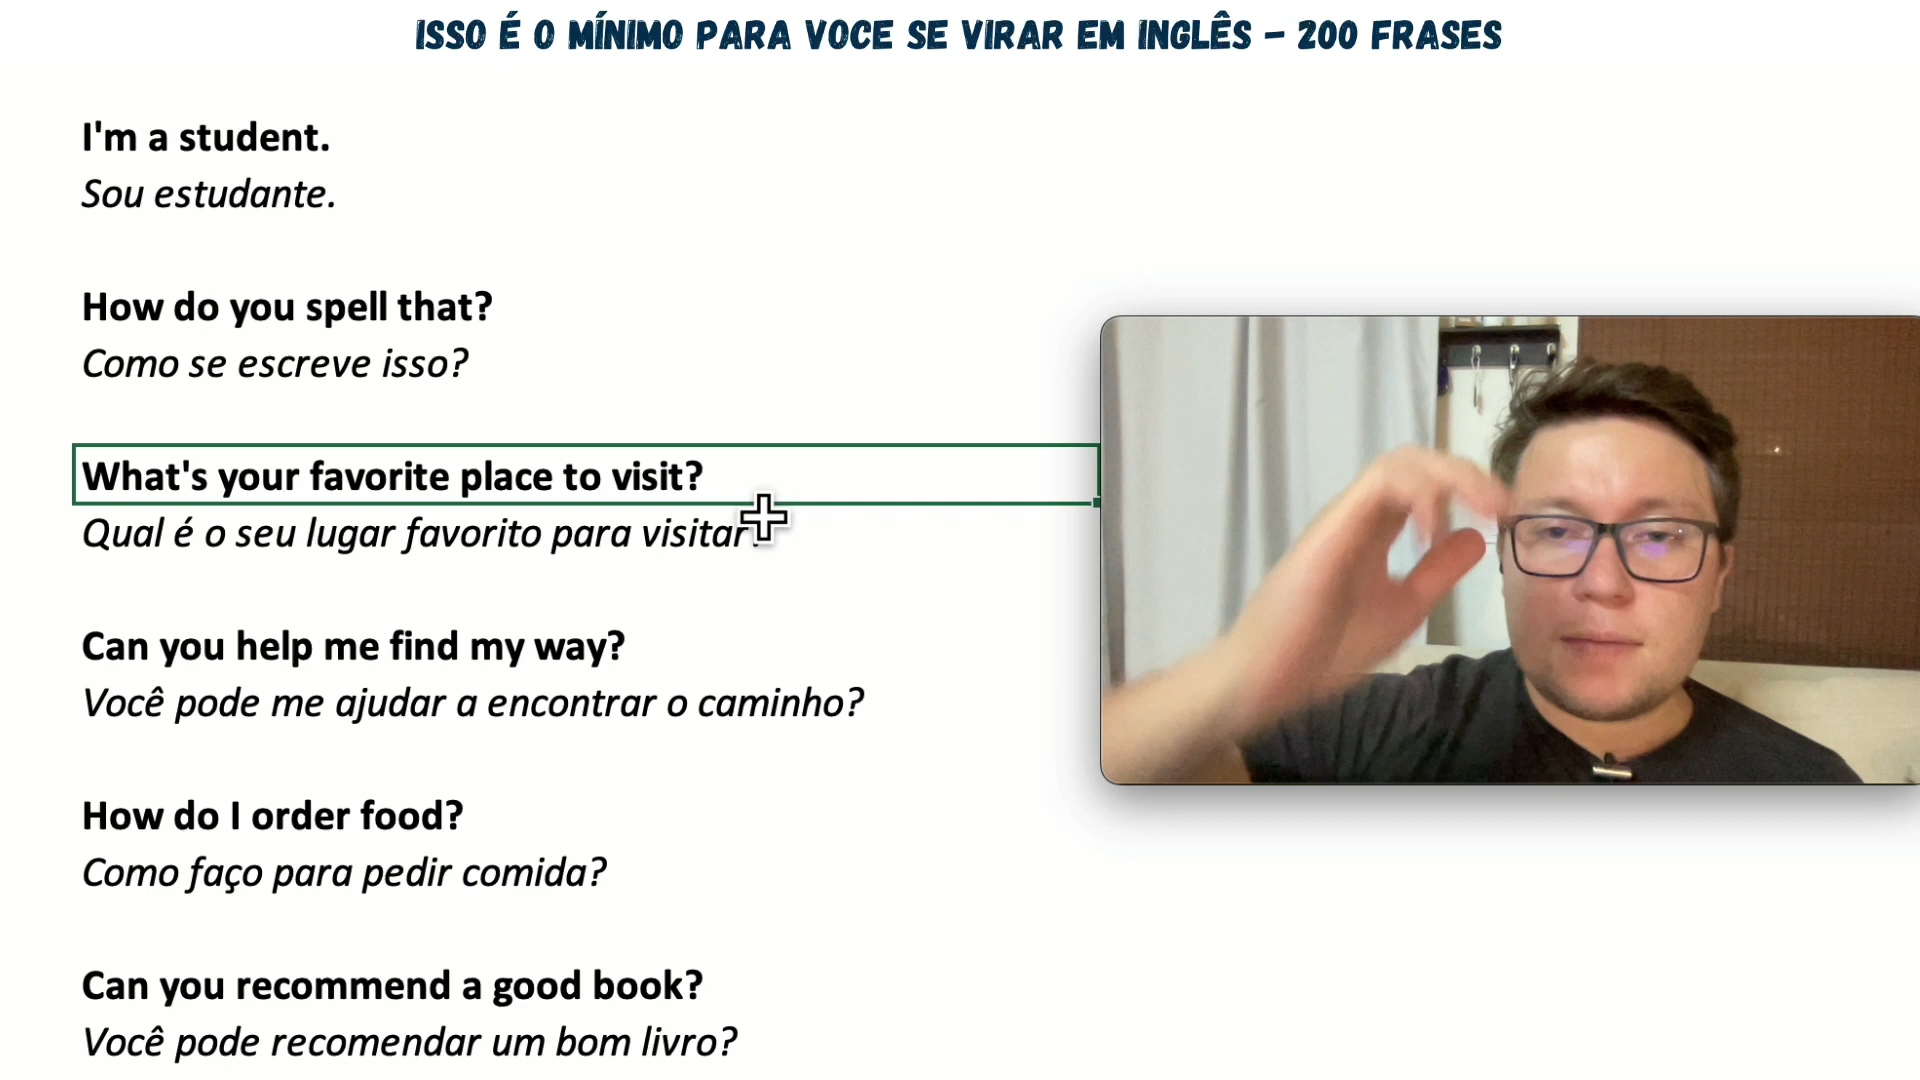 ISSO É O MÍNIMO PARA VOCE SE VIRAR EM INGLÊS – 200 FRASES
I'm a student.
Sou estudante.
How do you spell that?
Como se escreve isso?
What's your favorite place to visit?
Qual é o seu lugar favorito para visitar?
Can you help me find my way?
Você pode me ajudar a encontrar o caminho?
How do I order food?
Como faço para pedir comida?
Can you recommend a good book?
Você pode recomendar um bom livro?